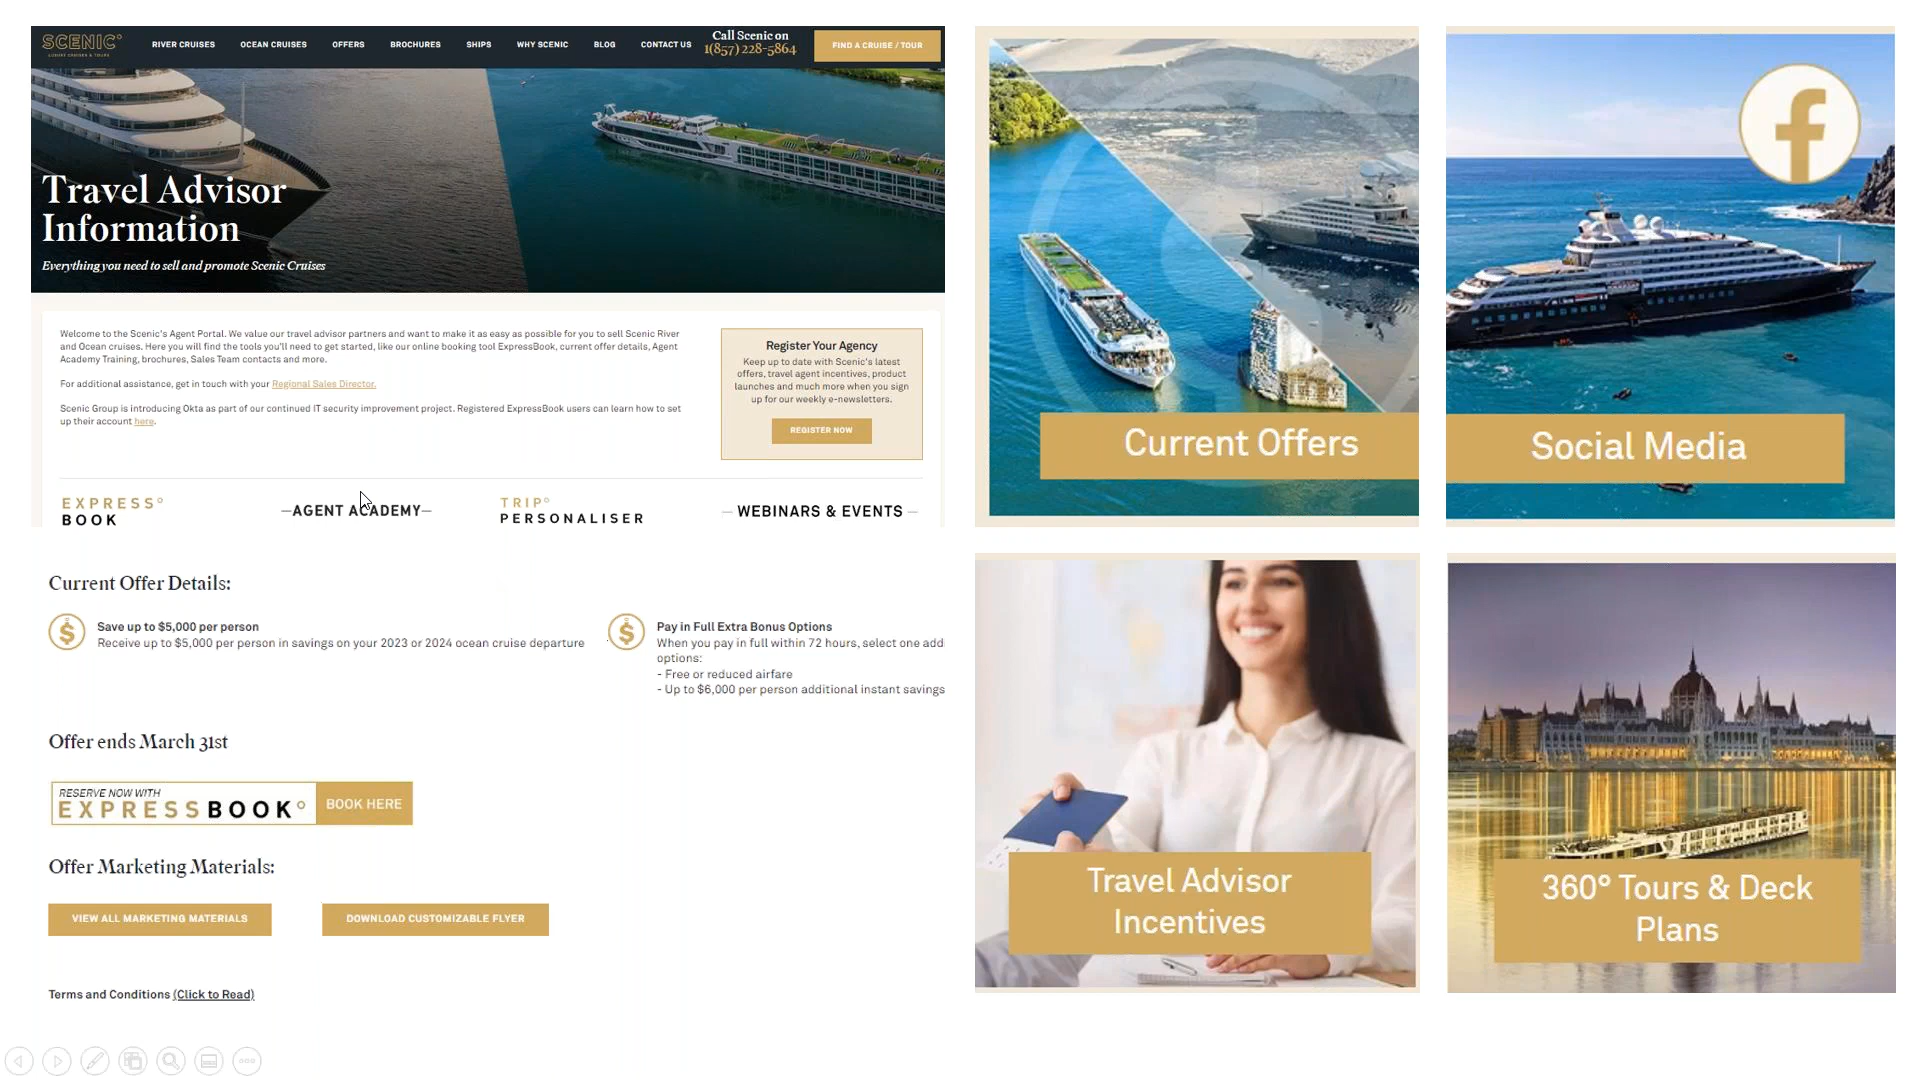 SCENIC°
LUXURY CRUISES & TOURS
RIVER CRUISES
OCEAN CRUISES
OFFERS
BROCHURES
SHIPS
WHY SCENIC
BLOG
CONTACT US
Call Scenic on
1(857) 228-5864
FIND A CRUISE / TOUR
Travel Advisor
Information
Everything you need to sell and promote Scenic Cruises
Welcome to the Scenic's Agent Portal. We value our travel advisor partners and want to make it as easy as possible for you to sell Scenic River
and Ocean cruises. Here you will find the tools you'll need to get started, like our online booking tool ExpressBook, current offer details, Agent
Academy Training, brochures, Sales Team contacts and more.
For additional assistance, get in touch with your Regional Sales Director.
Scenic Group is introducing Okta as part of our continued IT security improvement project. Registered ExpressBook users can learn how to set
up their account here.
Register Your Agency
Keep up to date with Scenic's latest
offers, travel agent incentives, product
launches and much more when you sign
up for our weekly e-newsletters.
REGISTER NOW
EXPRESS°
BOOK
—AGENT ACADEMY—
TRIP°
PERSONALISER
— WEBINARS & EVENTS —
Current Offers
Social Media
Current Offer Details:
Save up to $5,000 per person
Receive up to $5,000 per person in savings on your 2023 or 2024 ocean cruise departure
Pay in Full Extra Bonus Options
When you pay in full within 72 hours, select one add
options:
- Free or reduced airfare
- Up to $6,000 per person additional instant savings
Offer ends March 31st
RESERVE NOW WITH
EXPRESSBOOK°
BOOK HERE
Offer Marketing Materials:
VIEW ALL MARKETING MATERIALS
DOWNLOAD CUSTOMIZABLE FLYER
Terms and Conditions (Click to Read)
Travel Advisor
Incentives
360° Tours & Deck
Plans